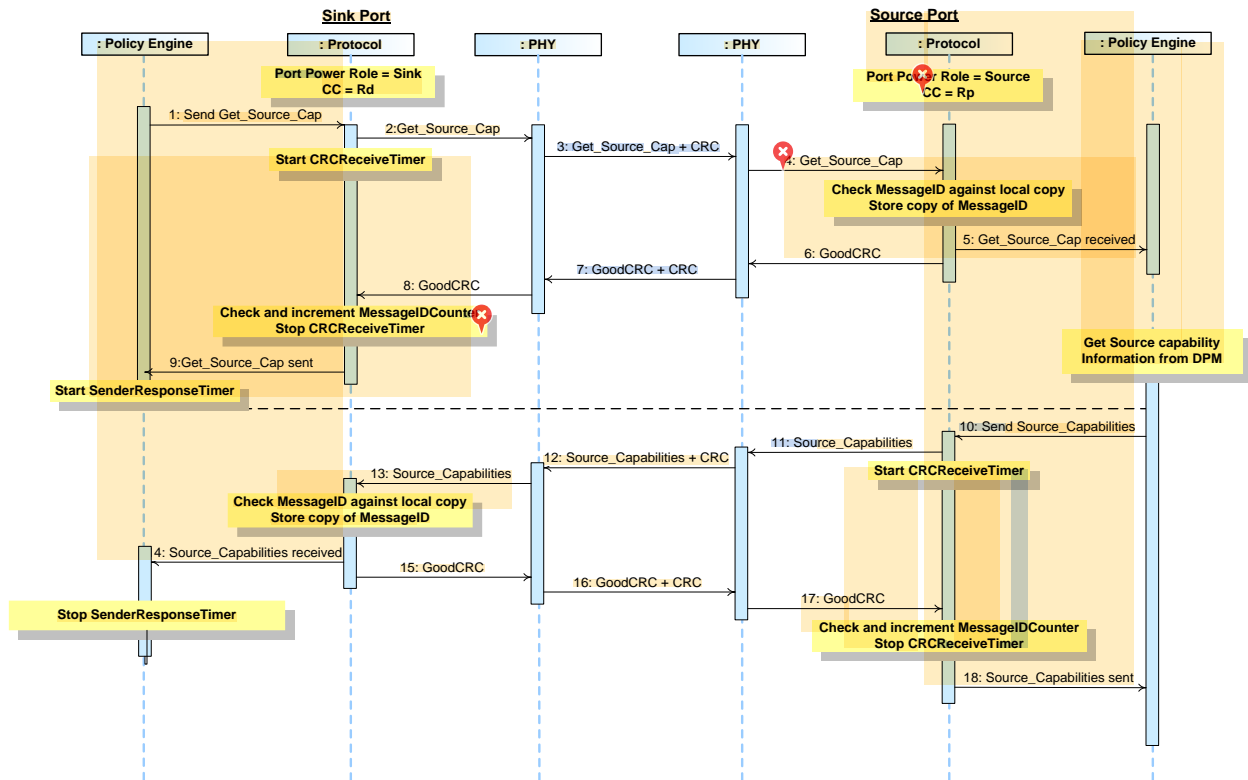 Sink Port
Source Port
: Policy Engine
: Protocol
: PHY
: PHY
: Protocol
: Policy Engine
Port Power Role = Sink
CC = Rd
Port Power Role = Source
CC = Rp
1: Send Get_Source_Cap
2:Get_Source_Cap
3: Get_Source_Cap + CRC
Start CRCReceiveTimer
4: Get_Source_Cap
Check MessageID against local copy
Store copy of MessageID
5: Get_Source_Cap received
6: GoodCRC
7: GoodCRC + CRC
8: GoodCRC
Check and increment MessageIDCounter
Stop CRCReceiveTimer
9:Get_Source_Cap sent
Get Source capability
Information from DPM
Start SenderResponseTimer
10: Send Source_Capabilities
11: Source_Capabilities
12: Source_Capabilities + CRC
Start CRCReceiveTimer
13: Source_Capabilities
Check MessageID against local copy
Store copy of MessageID
4: Source_Capabilities received
15: GoodCRC
16: GoodCRC + CRC
17: GoodCRC
Stop SenderResponseTimer
Check and increment MessageIDCounter
Stop CRCReceiveTimer
18: Source_Capabilities sent